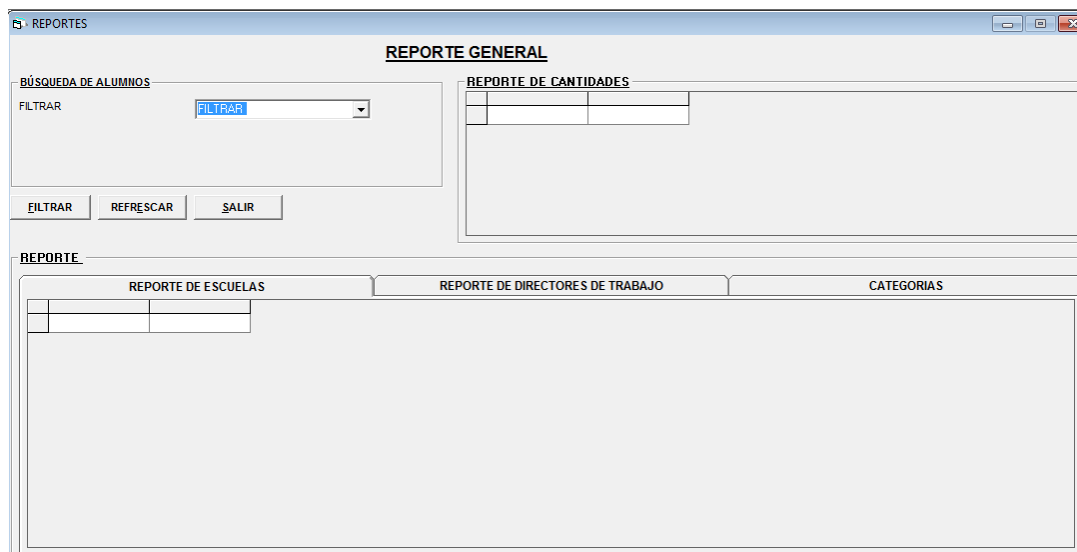 REPORTES
REPORTE GENERAL
BÚSQUEDA DE ALUMNOS
FILTRAR
FILTRAR
REPORTE DE CANTIDADES
FILTRAR
REFRESCAR
SALIR
REPORTE
REPORTE DE ESCUELAS
REPORTE DE DIRECTORES DE TRABAJO
CATEGORIAS